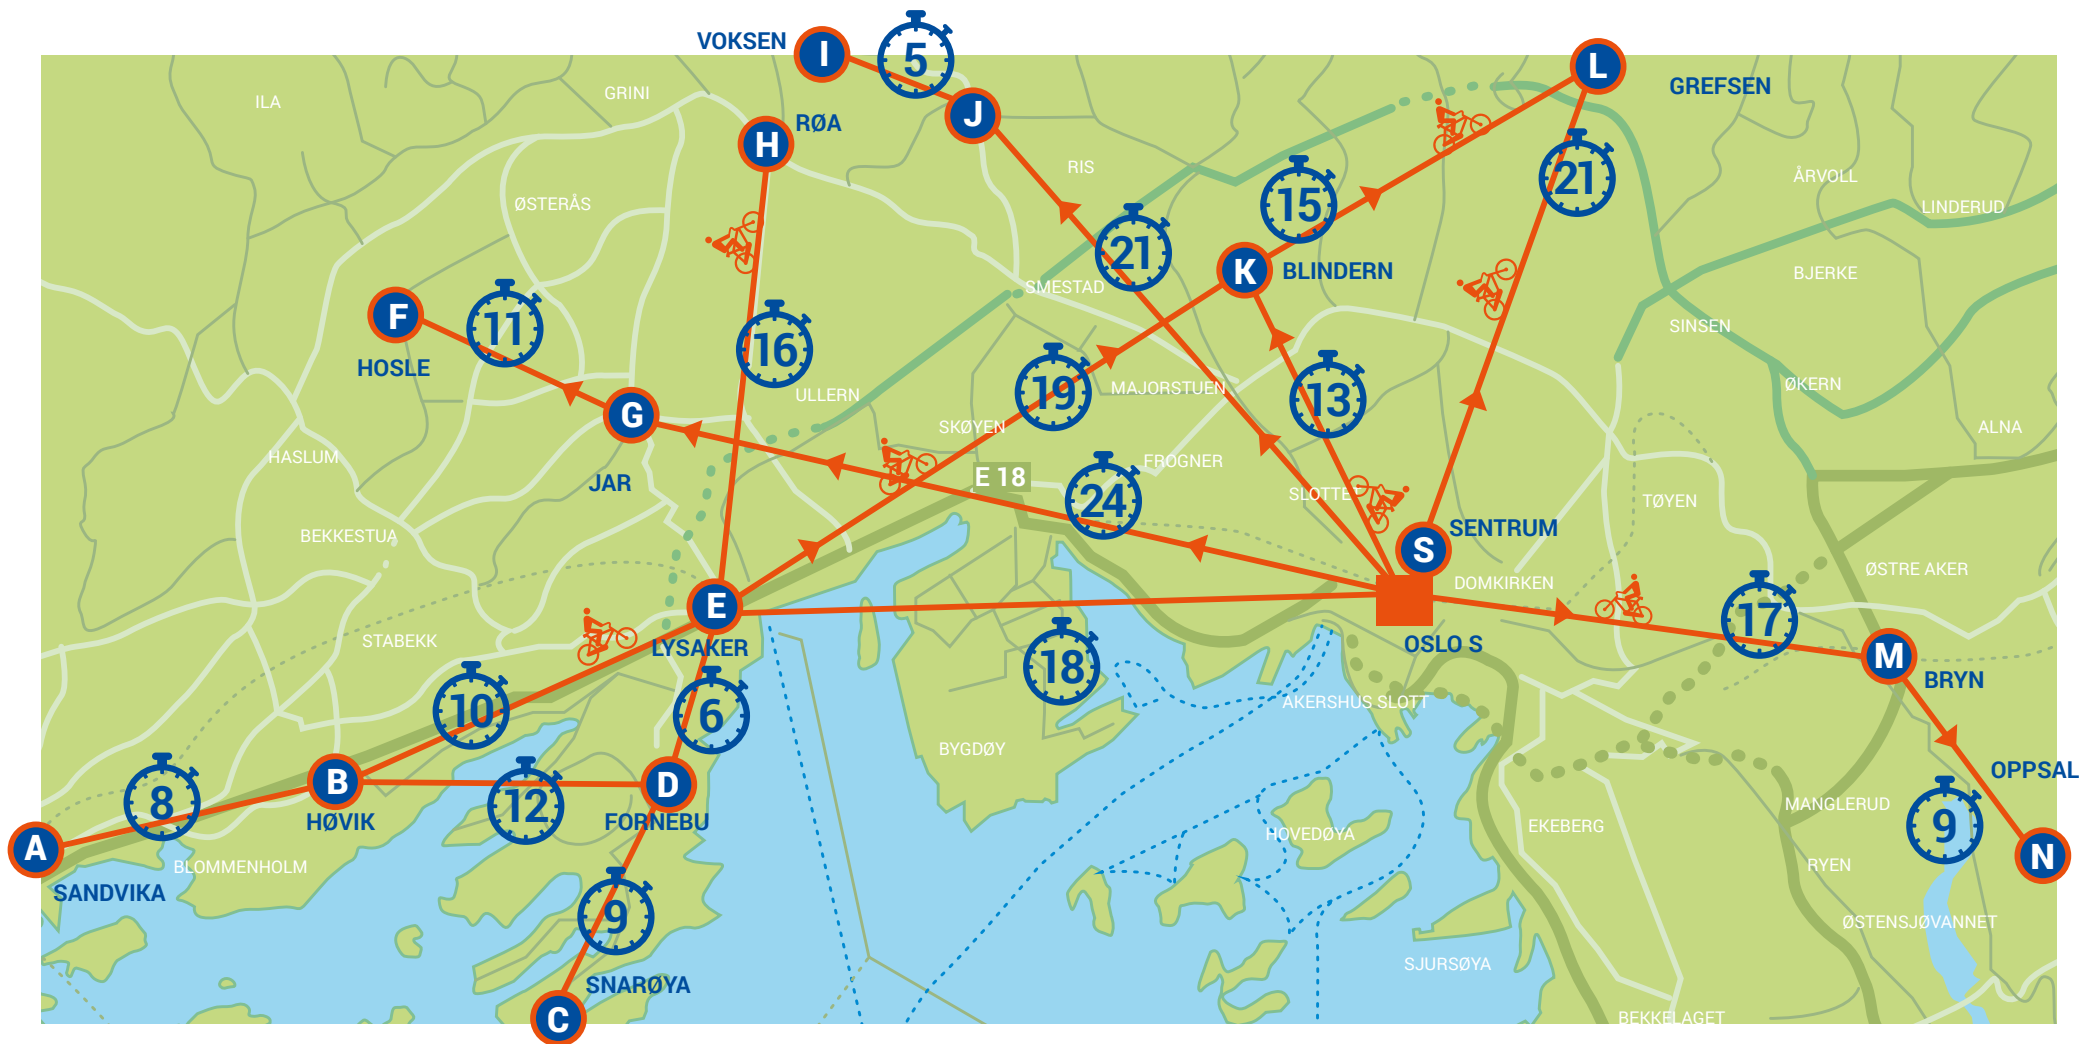 VOKSEN
I
5
L
GREFSEN
ILA
GRINI
H
RØA
J
RIS
21
ÅRVOLL
ØSTERÅS
15
LINDERUD
21
K
BLINDERN
BJERKE
SMESTAD
F
11
HOSLE
16
SINSEN
ULLERN
19
MAJORSTUEN
13
ØKERN
G
SKØYEN
ALNA
HASLUM
JAR
E 18
FROGNER
24
SLOTTET
TØYEN
BEKKESTUA
SENTRUM
S
ØSTRE AKER
DOMKIRKEN
E
LYSAKER
STABEKK
17
OSLO S
18
M
BRYN
10
6
AKERSHUS SLOTT
BYGDØY
OPPSAL
B
D
8
12
HØVIK
FORNEBU
MANGLERUD
EKEBERG
HOVEDØYA
9
A
N
BLOMMENHOLM
RYEN
SANDVIKA
9
ØSTENSJØVANNET
SJURSØYA
SNARØYA
C
BEKKELAGET